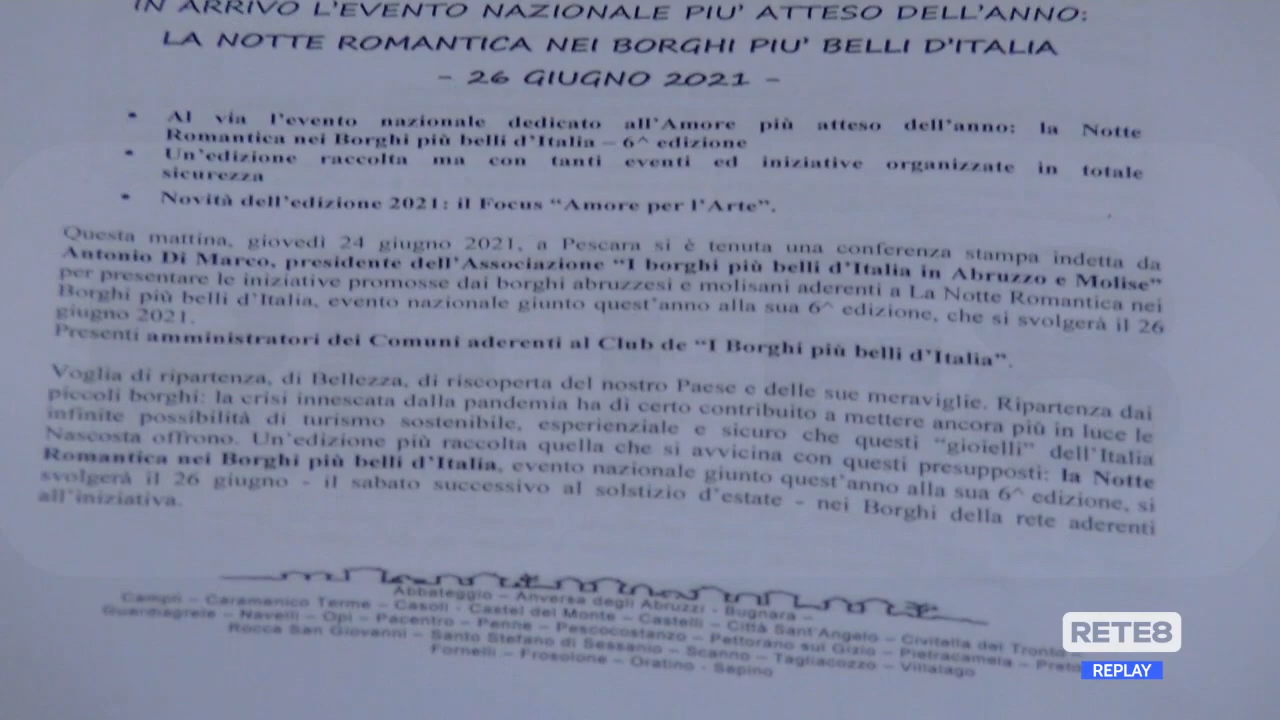 IN ARRIVO L'EVENTO NAZIONALE PIU' ATTESO DELL'ANNO:
LA NOTTE ROMANTICA NEI BORGHI PIU' BELLI D'ITALIA
- 26 GIUGNO 2021 -
• Al via l'evento nazionale dedicato all'Amore più atteso dell'anno: la Notte
Romantica nei Borghi più belli d'Italia – 6^ edizione
• Un'edizione raccolta ma con tanti eventi ed iniziative organizzate in totale
sicurezza
• Novità dell'edizione 2021: il Focus "Amore per l'Arte".
Questa mattina, giovedì 24 giugno 2021, a Pescara si è tenuta una conferenza stampa indetta da
Antonio Di Marco, presidente dell'Associazione "I borghi più belli d'Italia in Abruzzo e Molise"
per presentare le iniziative promosse dai borghi abruzzesi e molisani aderenti a La Notte Romantica nei
Borghi più belli d'Italia, evento nazionale giunto quest'anno alla sua 6^ edizione, che si svolgerà il 26
giugno 2021.
Presenti amministratori dei Comuni aderenti al Club de "I Borghi più belli d'Italia".
Voglia di ripartenza, di Bellezza, di riscoperta del nostro Paese e delle sue meraviglie. Ripartenza dai
piccoli borghi: la crisi innescata dalla pandemia ha di certo contribuito a mettere ancora più in luce le
infinite possibilità di turismo sostenibile, esperienziale e sicuro che questi "gioielli" dell'Italia
Nascosta offrono. Un'edizione più raccolta quella che si avvicina con questi presupposti: la Notte
Romantica nei Borghi più belli d'Italia, evento nazionale giunto quest'anno alla sua 6^ edizione, si
svolgerà il 26 giugno - il sabato successivo al solstizio d'estate - nei Borghi della rete aderenti
all'iniziativa.
Abbateggio – Anversa degli Abruzzi - Bugnara –
Campli – Caramanico Terme – Casoli - Castel del Monte – Castelli – Città Sant'Angelo – Civitella del Tronto –
Guardiagrele – Navelli – Opi – Pacentro – Penne – Pescocostanzo – Pettorano sul Gizio – Pietracamela – Preto
Rocca San Giovanni – Santo Stefano di Sessanio – Scanno – Tagliacozzo – Villalago
Fornelli – Frosolone – Oratino - Sepino
RETE8
REPLAY